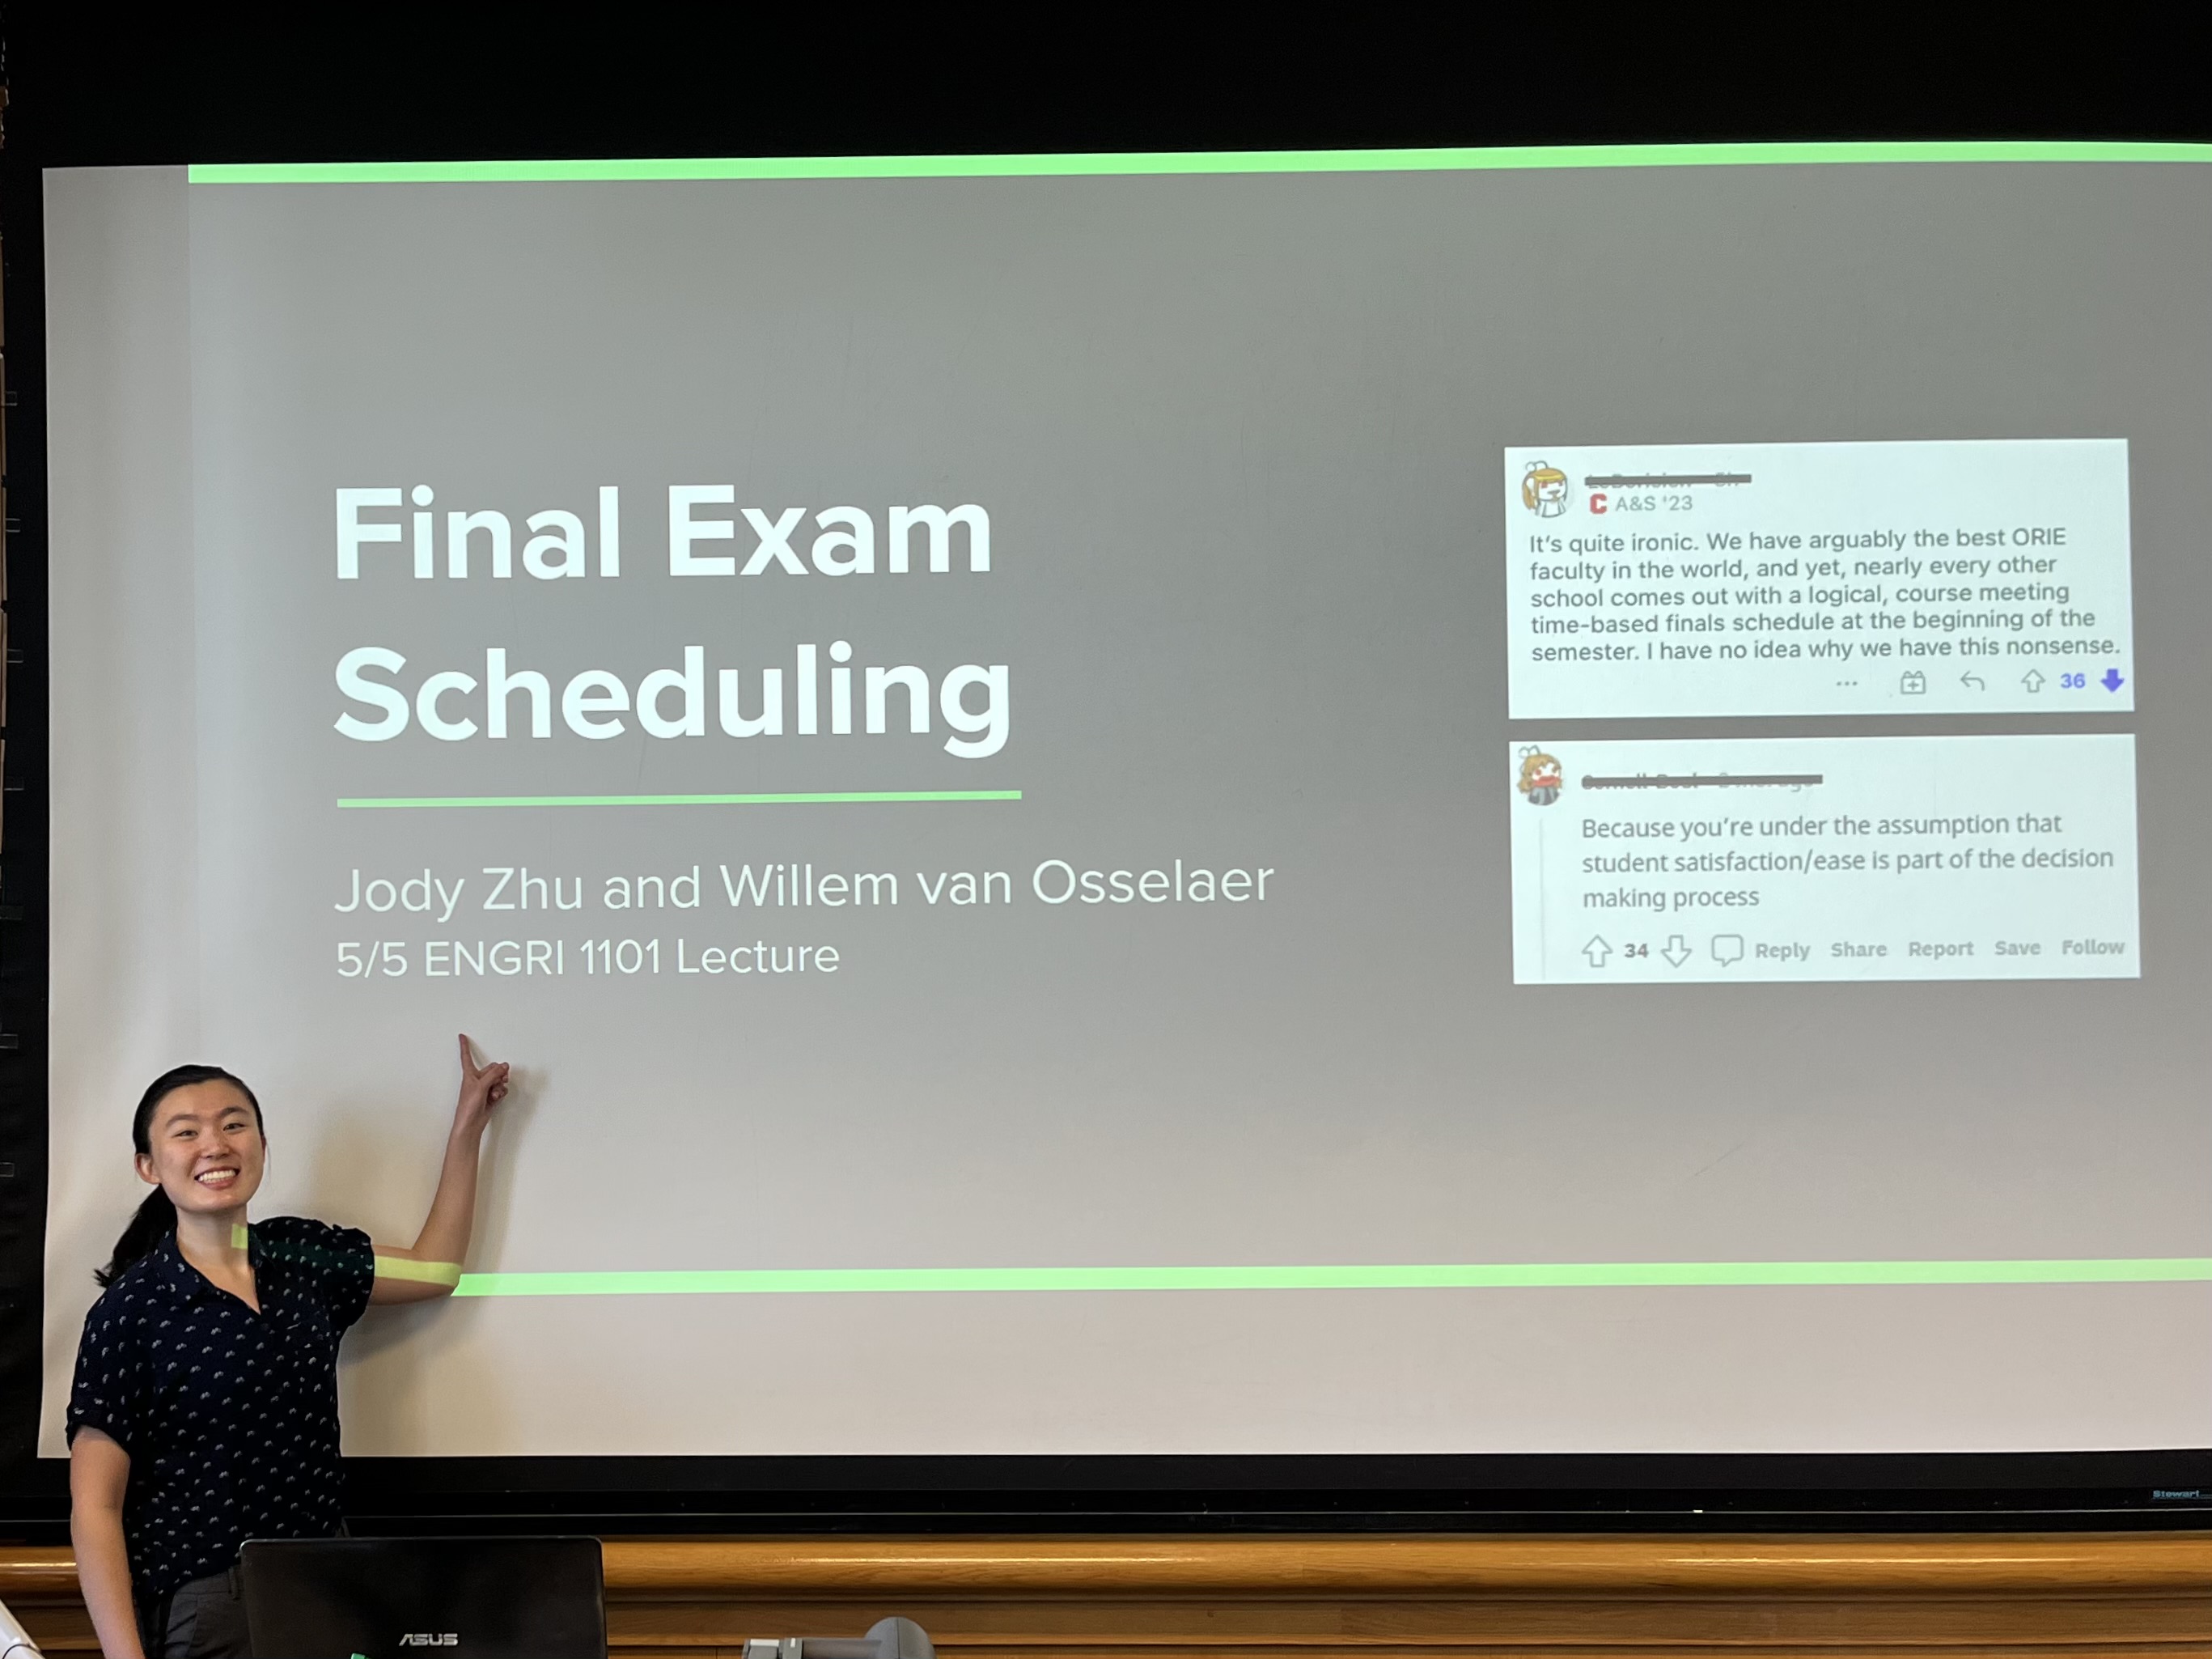 Final Exam
Scheduling
Jody Zhu and Willem van Osselaer
5/5 ENGRI 1101 Lecture
C A&S '23
It's quite ironic. We have arguably the best ORIE
faculty in the world, and yet, nearly every other
school comes out with a logical, course meeting
time-based finals schedule at the beginning of the
semester. I have no idea why we have this nonsense.
36
Because you're under the assumption that
student satisfaction/ease is part of the decision
making process
34 Reply Share Report Save Follow
Stewart
ASUS